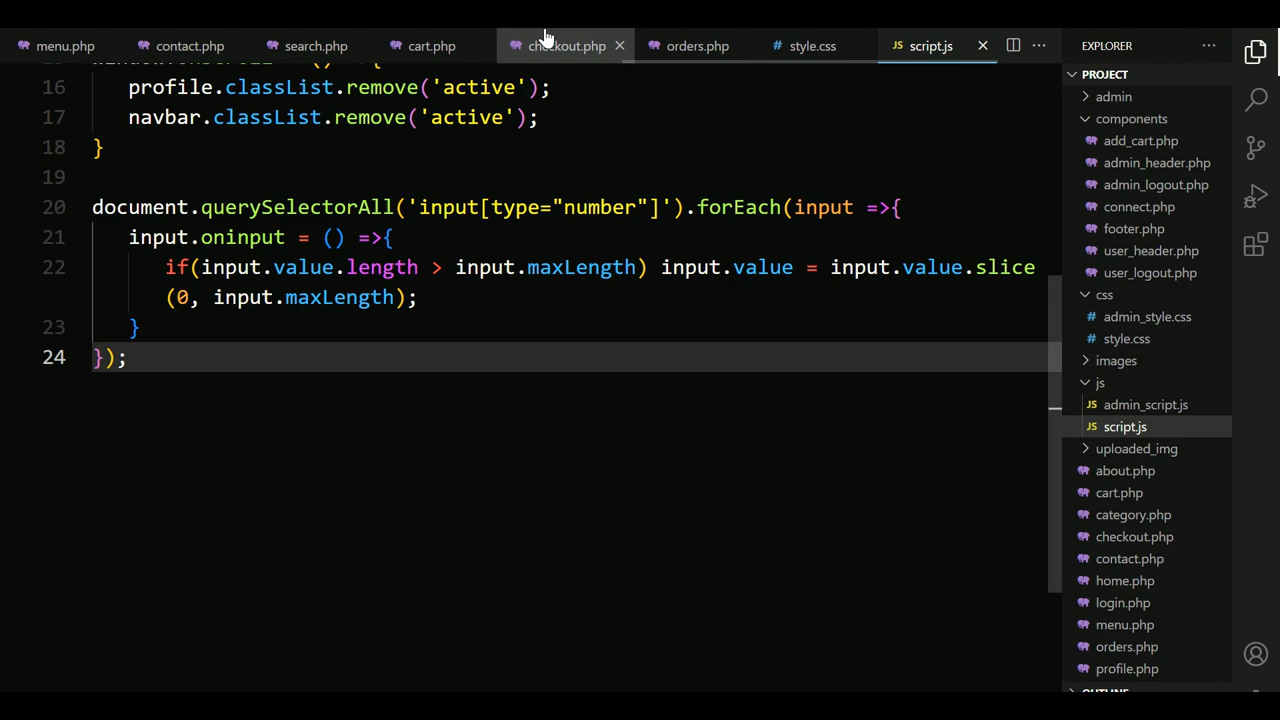 menu.php contact.php search.php cart.php checkout.php orders.php style.css JS script.js
16 profile.classList.remove('active');
17 navbar.classList.remove('active');
18 }
19
20 document.querySelectorAll('input[type="number"]').forEach(input =>{
21 input.oninput = () =>{
22 if(input.value.length > input.maxLength) input.value = input.value.slice
(0, input.maxLength);
23 }
24 });
EXPLORER
PROJECT
admin
components
add_cart.php
admin_header.php
admin_logout.php
connect.php
footer.php
user_header.php
user_logout.php
css
# admin_style.css
# style.css
images
js
JS admin_script.js
JS script.js
uploaded_img
about.php
cart.php
category.php
checkout.php
contact.php
home.php
login.php
menu.php
orders.php
profile.php
OUTLINE